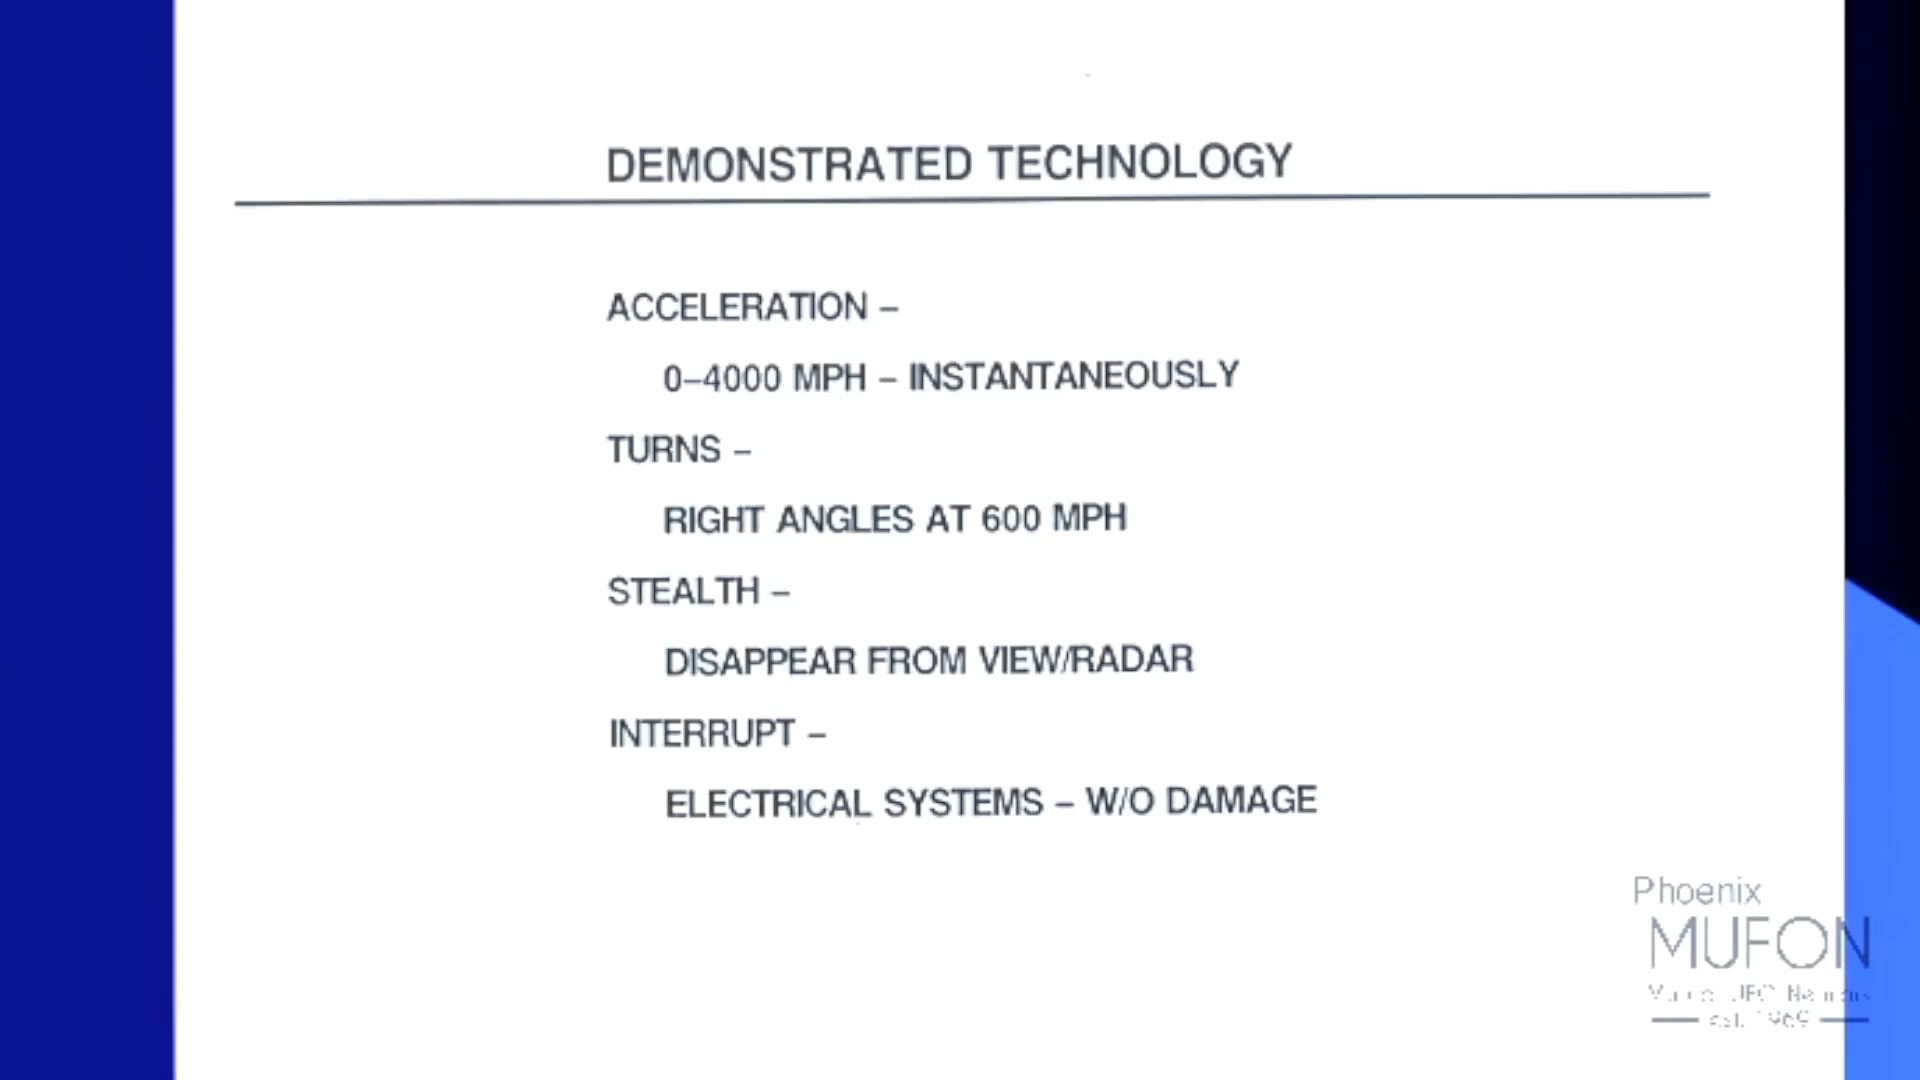 DEMONSTRATED TECHNOLOGY
ACCELERATION –
0–4000 MPH – INSTANTANEOUSLY
TURNS –
RIGHT ANGLES AT 600 MPH
STEALTH –
DISAPPEAR FROM VIEW/RADAR
INTERRUPT –
ELECTRICAL SYSTEMS – W/O DAMAGE
Phoenix
MUFON